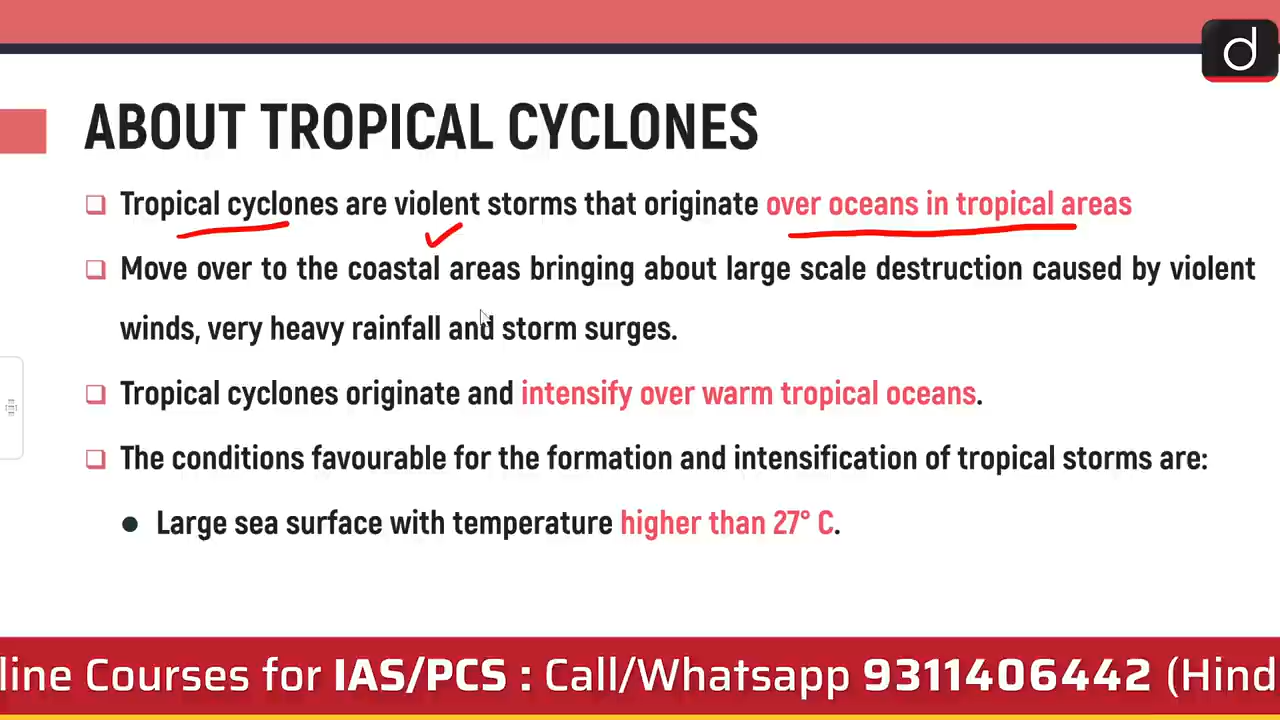 d
ABOUT TROPICAL CYCLONES
Tropical cyclones are violent storms that originate over oceans in tropical areas
Move over to the coastal areas bringing about large scale destruction caused by violent
winds, very heavy rainfall and storm surges.
Tropical cyclones originate and intensify over warm tropical oceans.
The conditions favourable for the formation and intensification of tropical storms are:
Large sea surface with temperature higher than 27° C.
line Courses for IAS/PCS : Call/Whatsapp 9311406442 (Hind